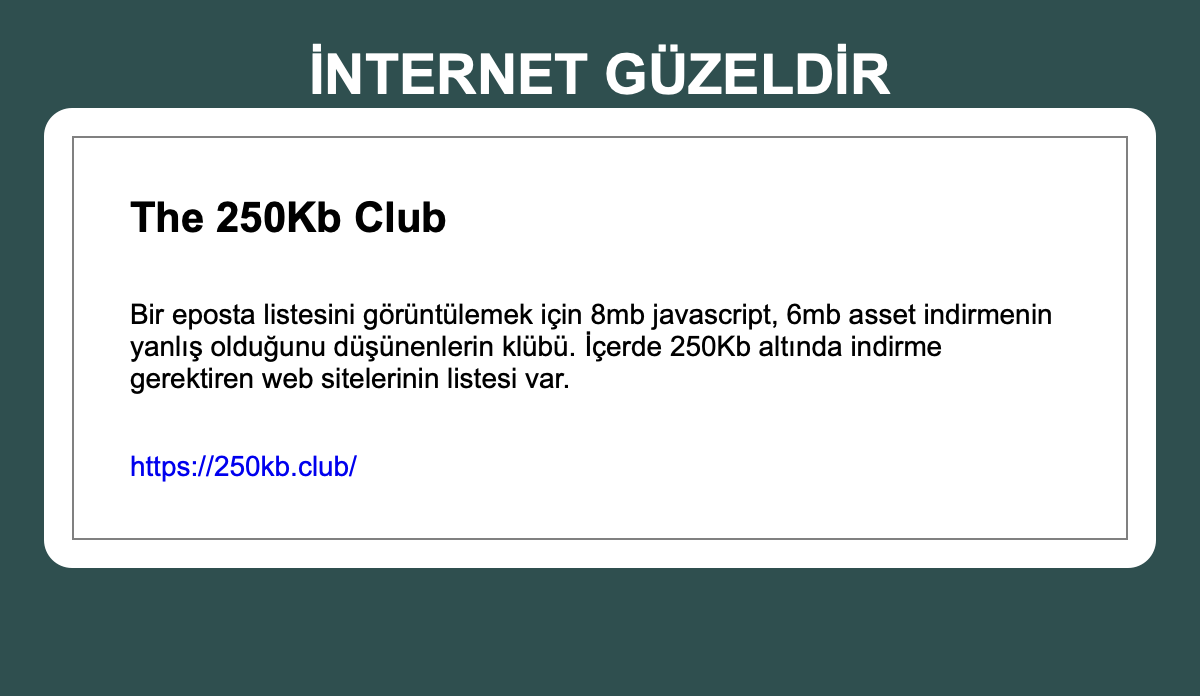 İNTERNET GÜZELDİR
The 250Kb Club
Bir eposta listesini görüntülemek için 8mb javascript, 6mb asset indirmenin
yanlış olduğunu düşünenlerin klübü. İçerde 250Kb altında indirme
gerektiren web sitelerinin listesi var.
https://250kb.club/